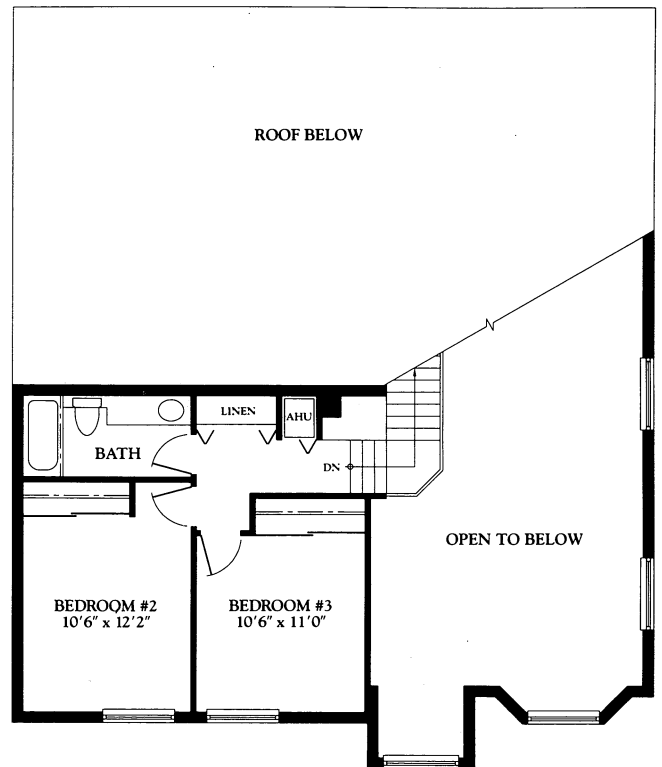 ROOF BELOW
LINEN
AHU
BATH
DN
OPEN TO BELOW
BEDROOM #2
10'6" x 12'2"
BEDROOM #3
10'6" x 11'0"